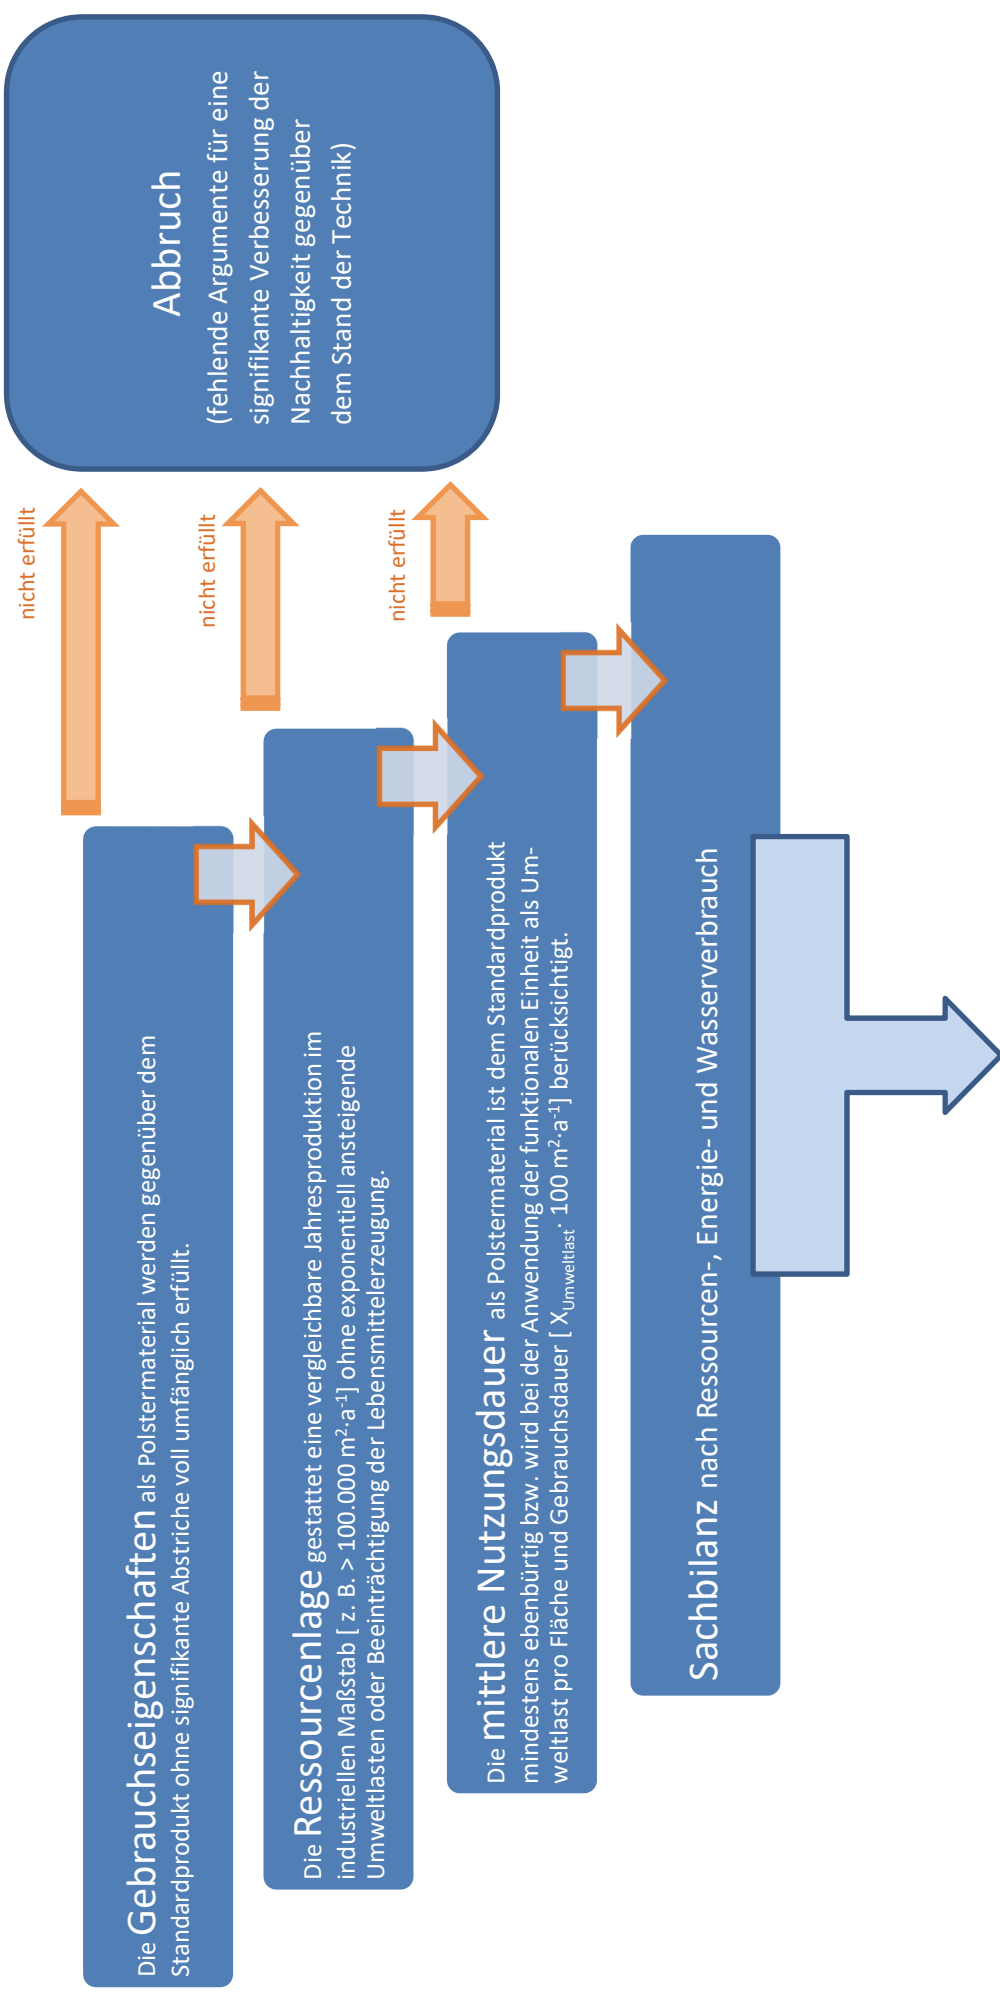 Die Gebrauchseigenschaften als Polstermaterial werden gegenüber dem
Standardprodukt ohne signifikante Abstriche voll umfänglich erfüllt.
nicht erfüllt
Die Ressourcenlage gestattet eine vergleichbare Jahresproduktion im
industriellen Maßstab [ z. B. > 100.000 m²·a⁻¹] ohne exponentiell ansteigende
Umweltlasten oder Beeinträchtigung der Lebensmittelerzeugung.
nicht erfüllt
Die mittlere Nutzungsdauer als Polstermaterial ist dem Standardprodukt
mindestens ebenbürtig bzw. wird bei der Anwendung der funktionalen Einheit als Um-
weltlast pro Fläche und Gebrauchsdauer [ X_Umweltlast · 100 m²·a⁻¹] berücksichtigt.
nicht erfüllt
Sachbilanz nach Ressourcen-, Energie- und Wasserverbrauch
Abbruch
(fehlende Argumente für eine
signifikante Verbesserung der
Nachhaltigkeit gegenüber
dem Stand der Technik)